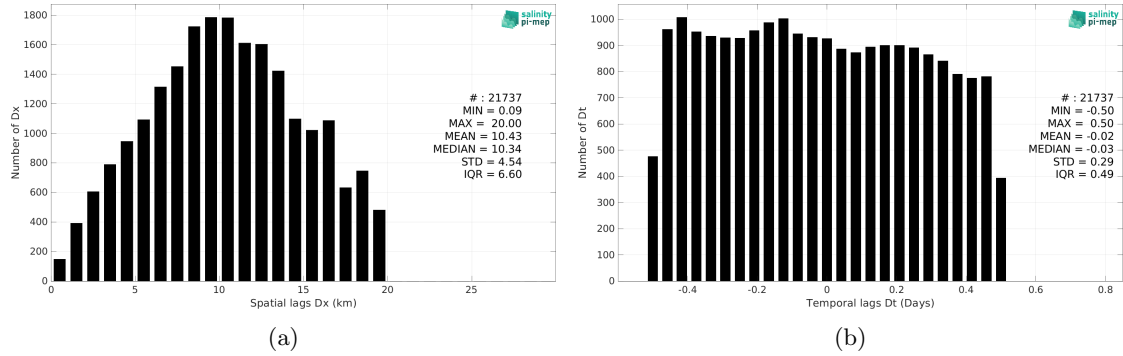 1800
1600
1400
1200
1000
800
600
400
200
0
Number of Dx
0 5 10 15 20 25
Spatial lags Dx (km)
salinity
pi-mep
# : 21737
MIN = 0.09
MAX = 20.00
MEAN = 10.43
MEDIAN = 10.34
STD = 4.54
IQR = 6.60
(a)
1000
900
800
700
600
500
400
300
200
100
0
Number of Dt
-0.4 -0.2 0 0.2 0.4 0.6 0.8
Temporal lags Dt (Days)
salinity
pi-mep
# : 21737
MIN = -0.50
MAX = 0.50
MEAN = -0.02
MEDIAN = -0.03
STD = 0.29
IQR = 0.49
(b)